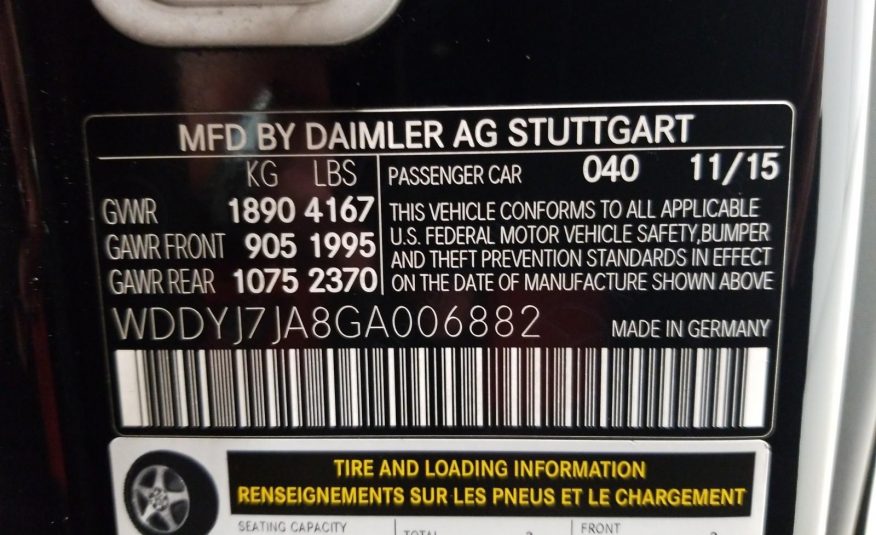 MFD BY DAIMLER AG STUTTGART
KG LBS
GVWR 1890 4167
GAWR FRONT 905 1995
GAWR REAR 1075 2370
PASSENGER CAR 040 11/15
THIS VEHICLE CONFORMS TO ALL APPLICABLE
U.S. FEDERAL MOTOR VEHICLE SAFETY,BUMPER
AND THEFT PREVENTION STANDARDS IN EFFECT
ON THE DATE OF MANUFACTURE SHOWN ABOVE
WDDYJ7JA8GA006882 MADE IN GERMANY
TIRE AND LOADING INFORMATION
RENSEIGNEMENTS SUR LES PNEUS ET LE CHARGEMENT
SEATING CAPACITY
TOTAL
FRONT